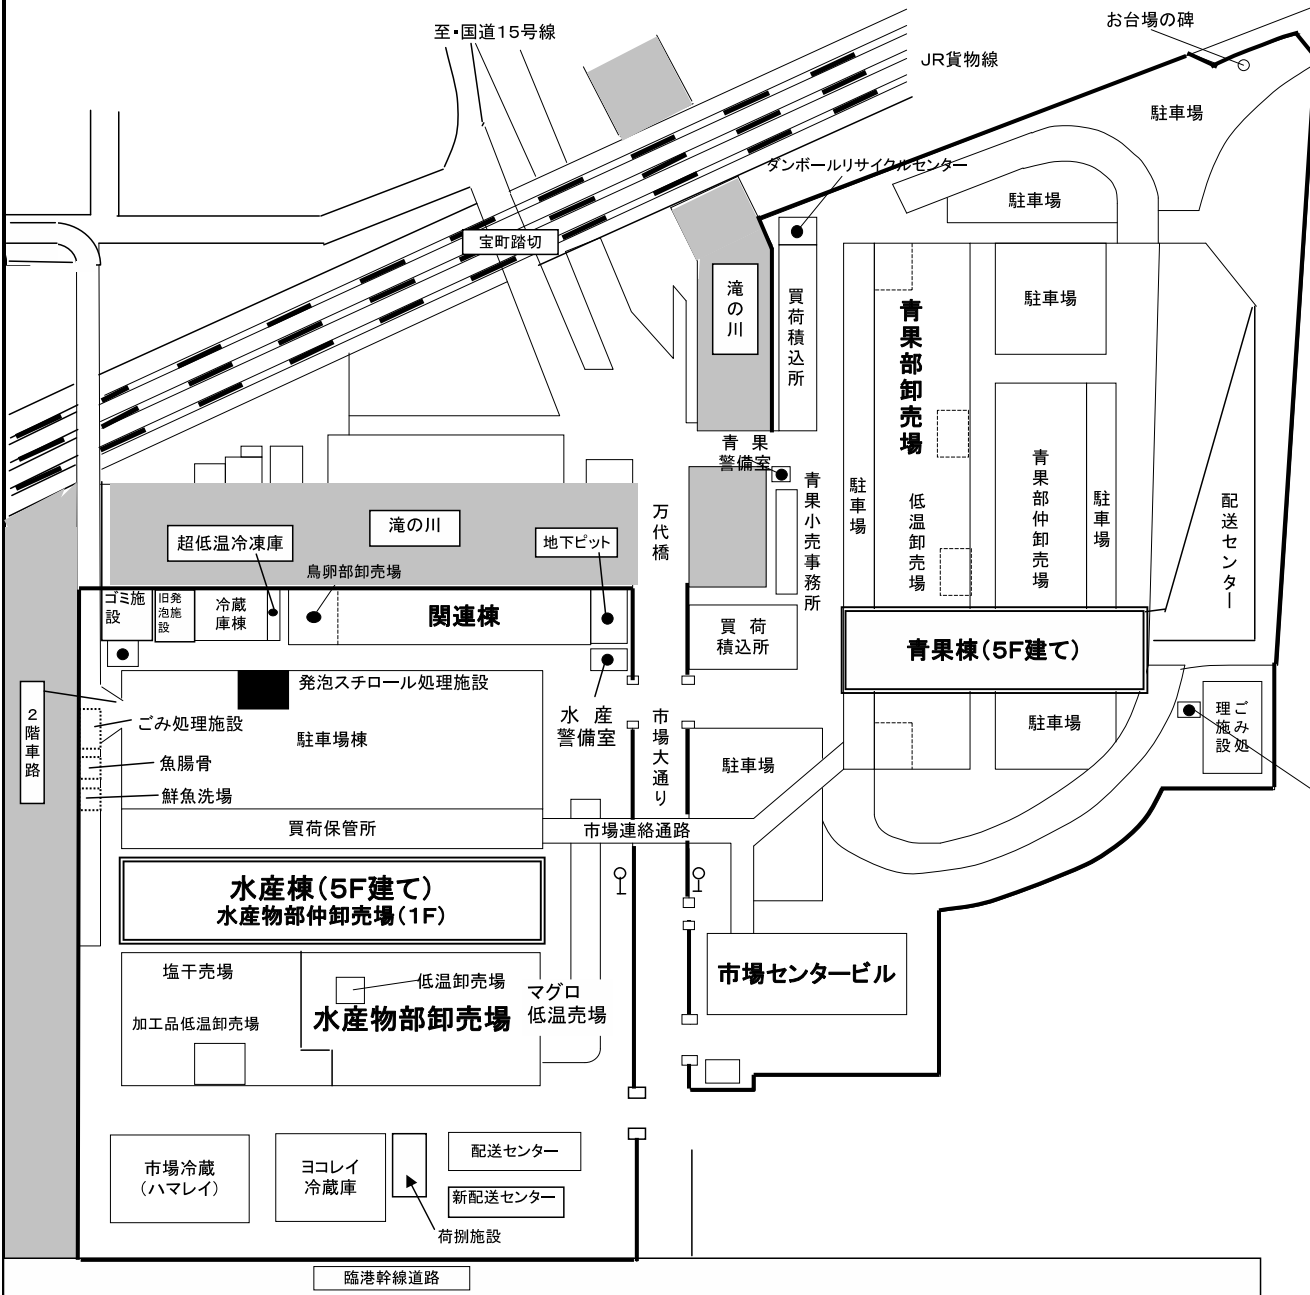 至・国道15号線
お台場の碑
JR貨物線
駐車場
ダンボールリサイクルセンター
駐車場
宝町踏切
滝の川
買荷積込所
青果部卸売場
駐車場
青果
警備室
青果小売事務所
駐車場
低温卸売場
青果部仲卸売場
駐車場
配送センター
万代橋
滝の川
超低温冷凍庫
地下ピット
鳥卵部卸売場
ゴミ施
設
旧発
泡施
設
冷蔵
庫棟
関連棟
買荷
積込所
青果棟(5F建て)
発泡スチロール処理施設
2階車路
ごみ処理施設
駐車場棟
水産
警備室
市場大通り
駐車場
駐車場
ごみ処
理施設
魚腸骨
鮮魚洗場
買荷保管所
市場連絡通路
水産棟(5F建て)
水産物部仲卸売場(1F)
塩干売場
低温卸売場
マグロ
低温売場
市場センタービル
加工品低温卸売場
水産物部卸売場
市場冷蔵
(ハマレイ)
ヨコレイ
冷蔵庫
配送センター
新配送センター
荷捌施設
臨港幹線道路